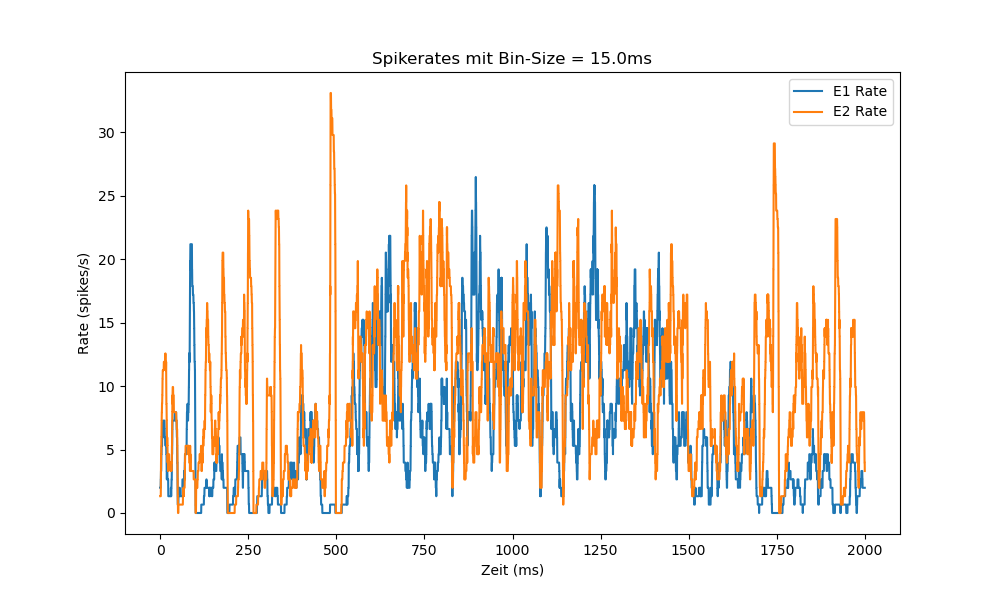 Spikerates mit Bin-Size = 15.0ms
E1 Rate
E2 Rate
Rate (spikes/s)
30
25
20
15
10
5
0
0 250 500 750 1000 1250 1500 1750 2000
Zeit (ms)